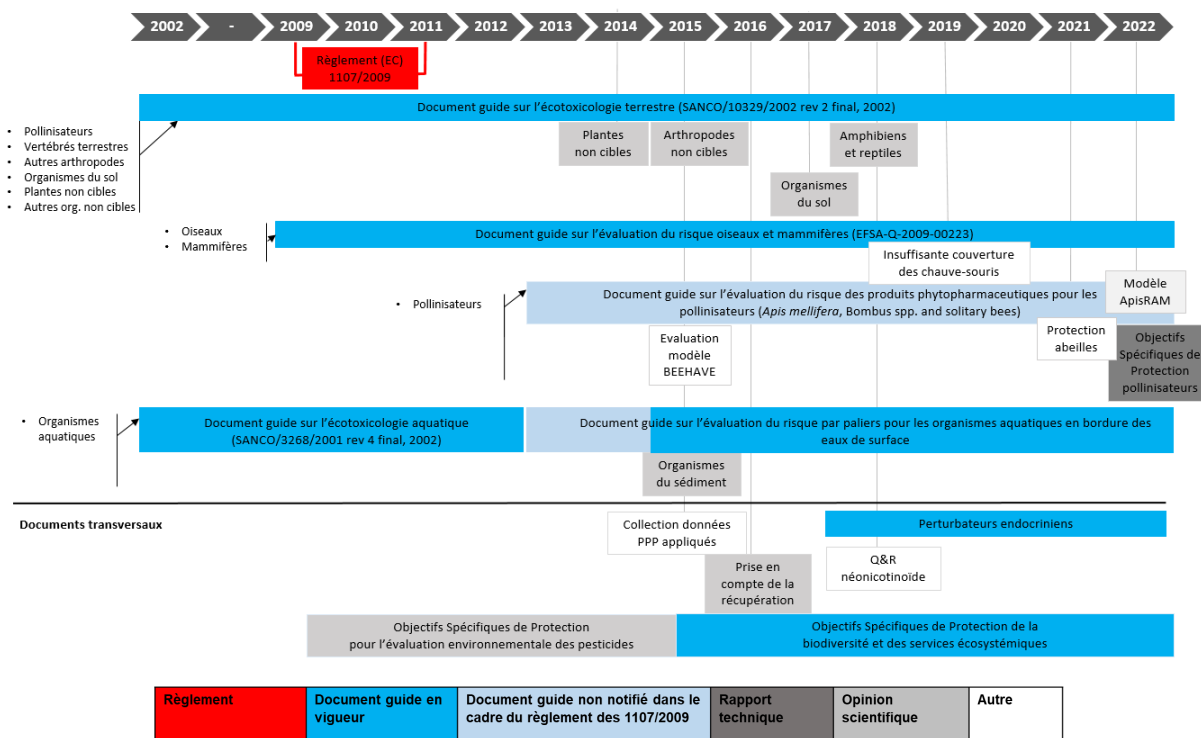 2002 - 2009 2010 2011 2012 2013 2014 2015 2016 2017 2018 2019 2020 2021 2022
Règlement (EC)
1107/2009
Document guide sur l'écotoxicologie terrestre (SANCO/10329/2002 rev 2 final, 2002)
• Pollinisateurs
• Vertébrés terrestres
• Autres arthropodes
• Organismes du sol
• Plantes non cibles
• Autres org. non cibles
Plantes
non cibles
Arthropodes
non cibles
Amphibiens
et reptiles
Organismes
du sol
• Oiseaux
• Mammifères
Document guide sur l'évaluation du risque oiseaux et mammifères (EFSA-Q-2009-00223)
Insuffisante couverture
des chauve-souris
• Pollinisateurs
Document guide sur l'évaluation du risque des produits phytopharmaceutiques pour les
pollinisateurs (Apis mellifera, Bombus spp. and solitary bees)
Modèle
ApisRAM
Evaluation
modèle
BEEHAVE
Protection
abeilles
Objectifs
Spécifiques de
Protection
pollinisateurs
• Organismes
aquatiques
Document guide sur l'écotoxicologie aquatique
(SANCO/3268/2001 rev 4 final, 2002)
Document guide sur l'évaluation du risque par paliers pour les organismes aquatiques en bordure des
eaux de surface
Organismes
du sédiment
Documents transversaux
Collection données
PPP appliqués
Perturbateurs endocriniens
Prise en
compte de la
récupération
Q&R
néonicotinoïde
Objectifs Spécifiques de Protection
pour l'évaluation environnementale des pesticides
Objectifs Spécifiques de Protection de la
biodiversité et des services écosystémiques
Règlement
Document guide en
vigueur
Document guide non notifié dans le
cadre du règlement des 1107/2009
Rapport
technique
Opinion
scientifique
Autre